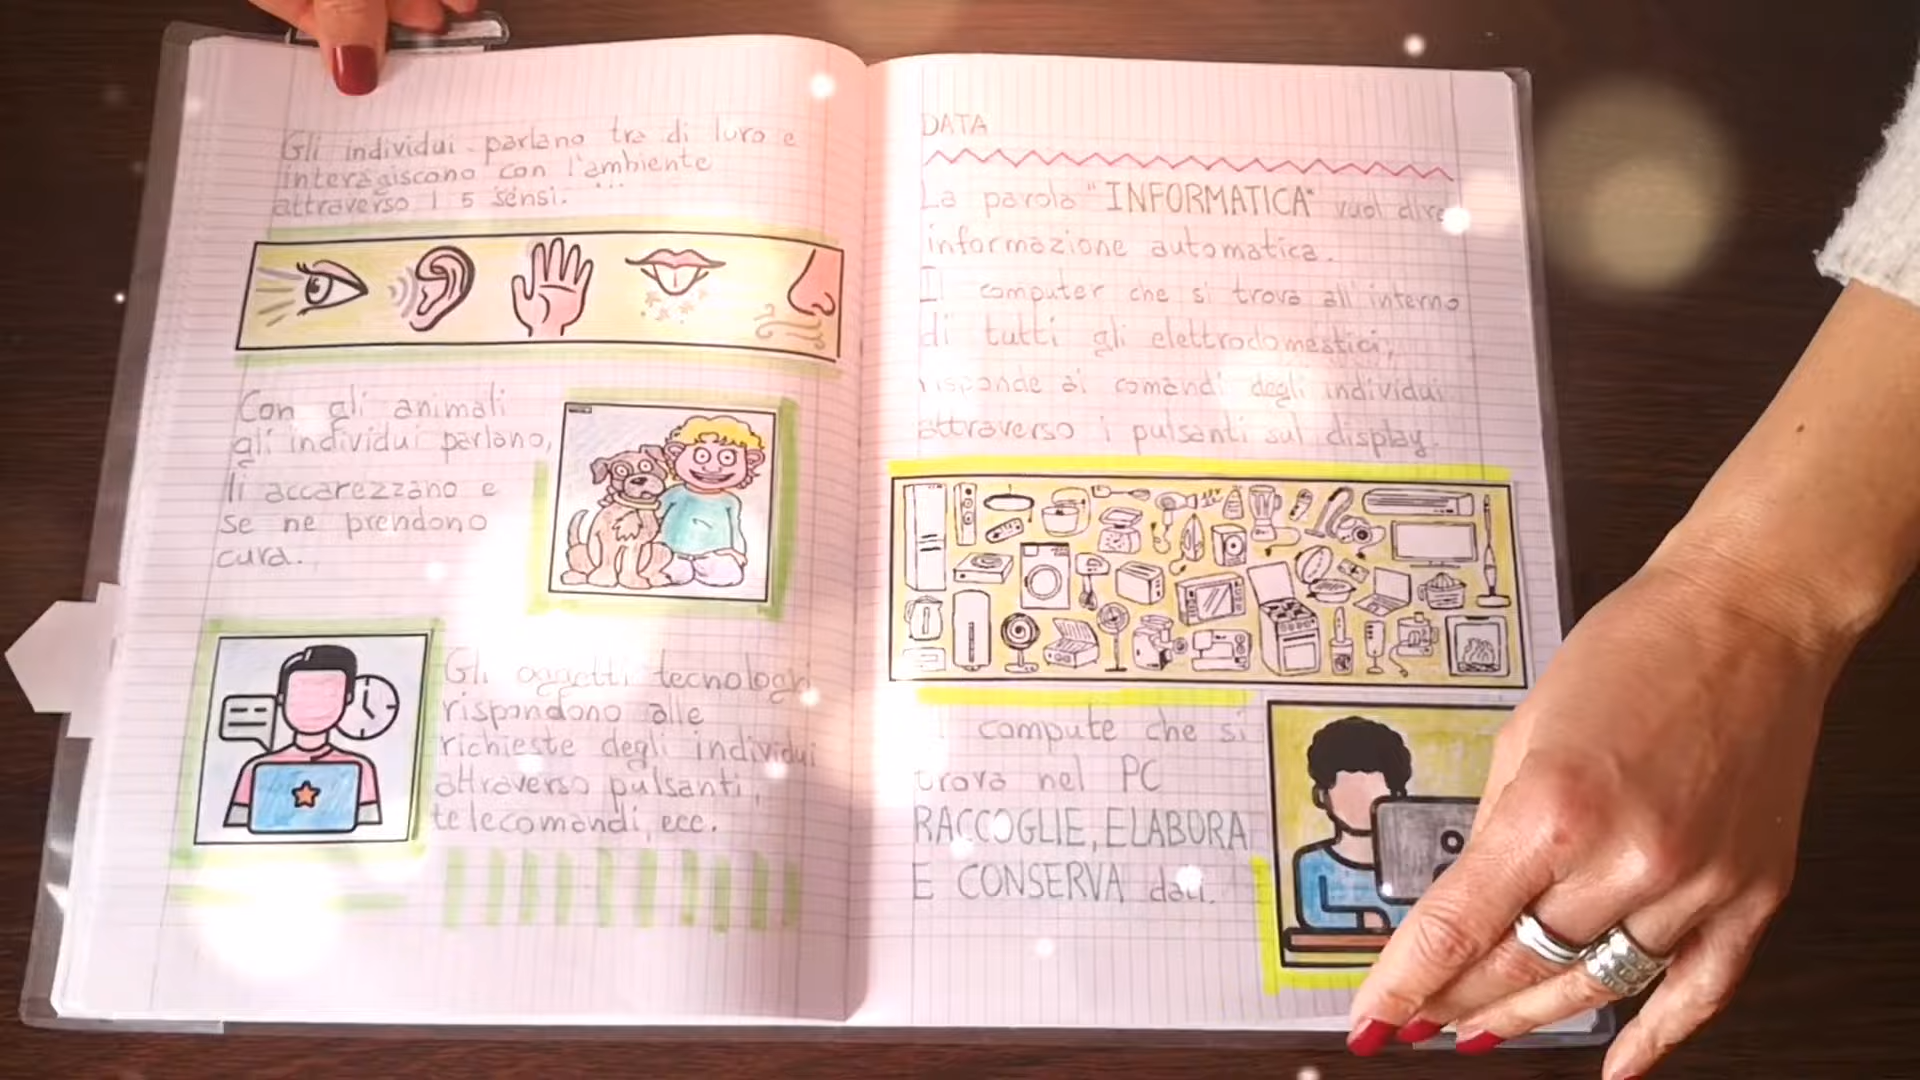 Gli individui parlano tra di loro e
interagiscono con l'ambiente
attraverso i 5 sensi.
Con gli animali
gli individui parlano,
li accarezzano e
se ne prendono
cura.
Gli oggetti tecnologi
rispondono alle
richieste degli individui
attraverso pulsanti,
telecomandi, ecc.
DATA
La parola "INFORMATICA" vuol dire
informazione automatica.
Il computer che si trova all'interno
di tutti gli elettrodomestici,
risponde ai comandi degli individui
attraverso i pulsanti sul display.
compute che si
trova nel PC
RACCOGLIE, ELABORA
E CONSERVA dati.